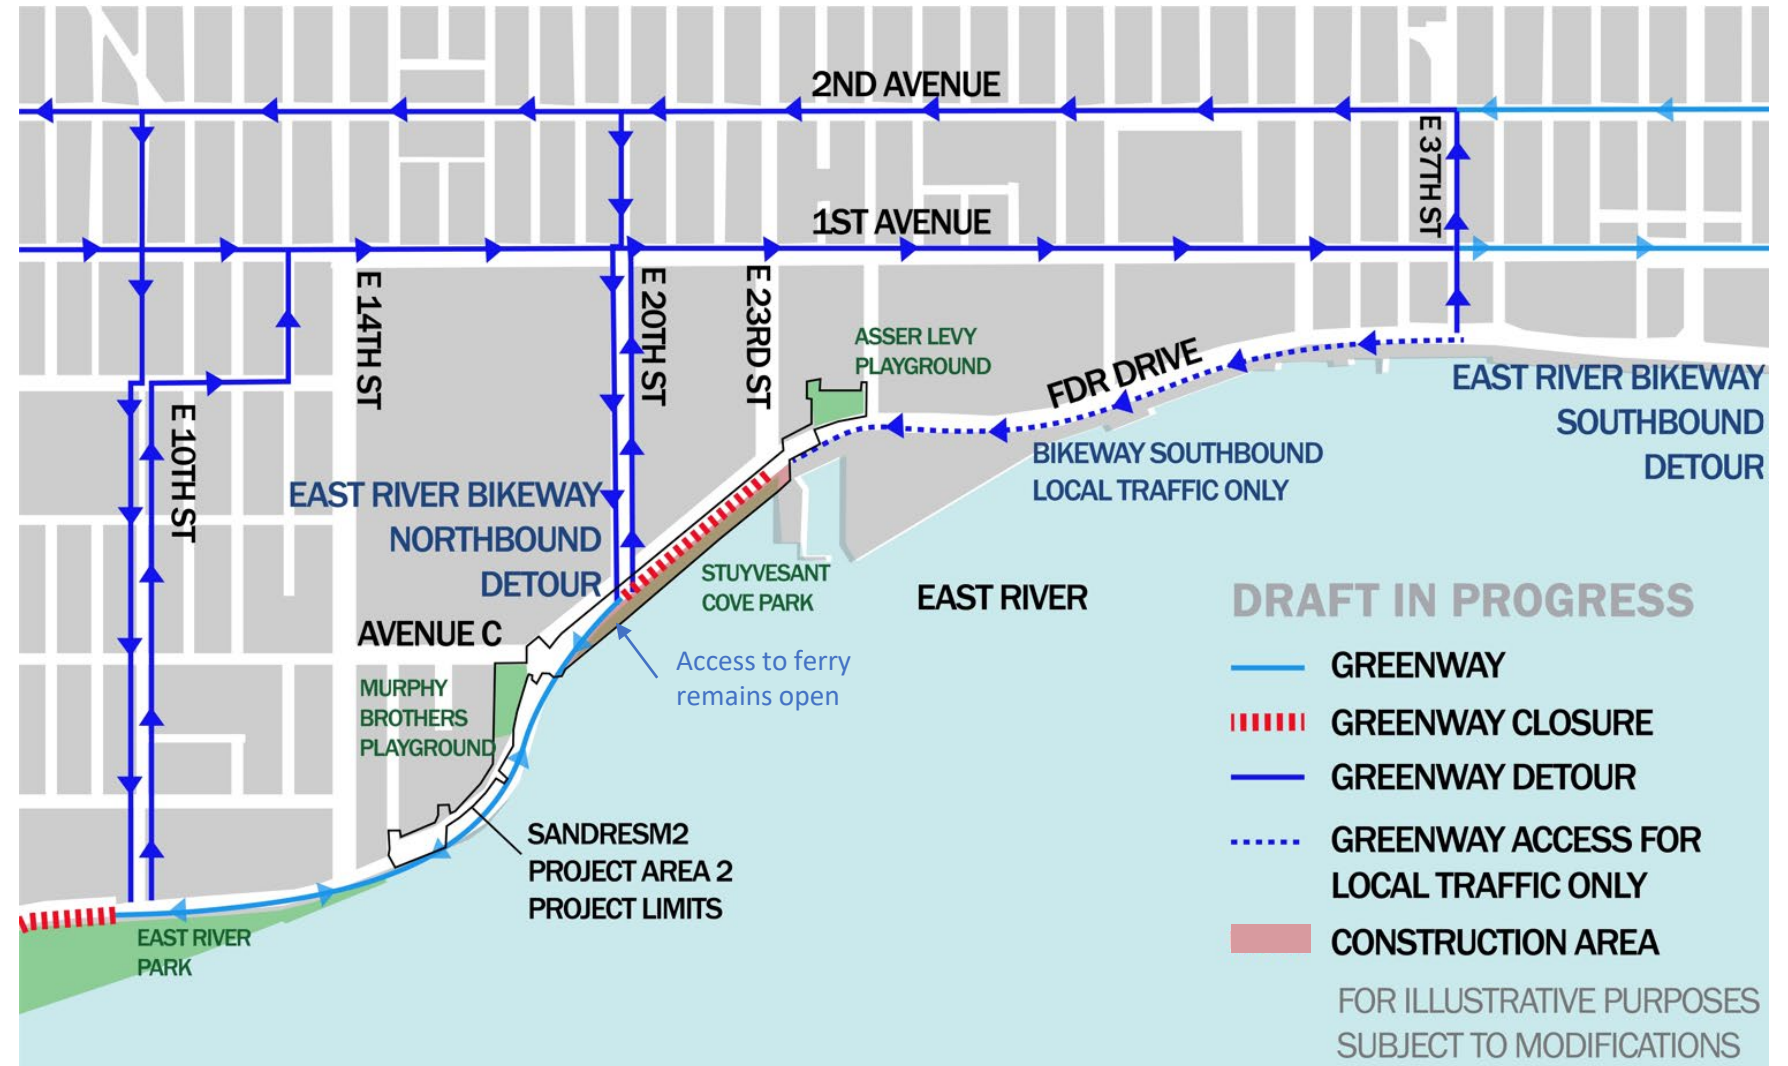 2ND AVENUE
E 37TH ST
1ST AVENUE
E 14TH ST
E 20TH ST
E 23RD ST
ASSER LEVY
PLAYGROUND
FDR DRIVE
EAST RIVER BIKEWAY
SOUTHBOUND
DETOUR
E 10TH ST
BIKEWAY SOUTHBOUND
LOCAL TRAFFIC ONLY
EAST RIVER BIKEWAY
NORTHBOUND
DETOUR
STUYVESANT
COVE PARK
EAST RIVER
AVENUE C
Access to ferry
remains open
MURPHY
BROTHERS
PLAYGROUND
SANDRESM2
PROJECT AREA 2
PROJECT LIMITS
EAST RIVER
PARK
DRAFT IN PROGRESS
GREENWAY
GREENWAY CLOSURE
GREENWAY DETOUR
GREENWAY ACCESS FOR
LOCAL TRAFFIC ONLY
CONSTRUCTION AREA
FOR ILLUSTRATIVE PURPOSES
SUBJECT TO MODIFICATIONS